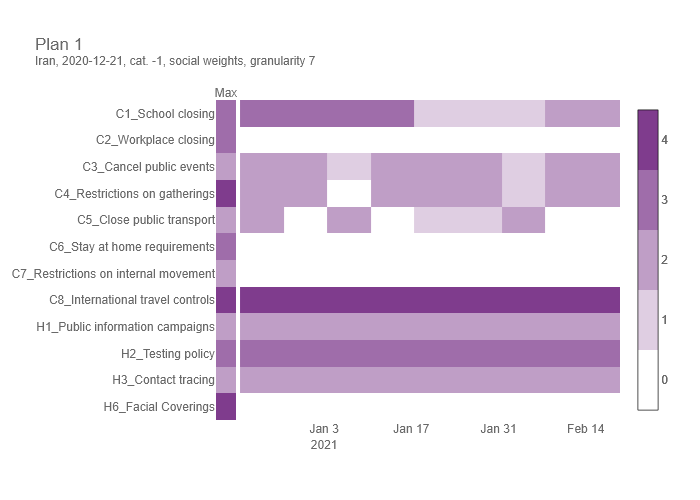 Plan 1
Iran, 2020-12-21, cat. -1, social weights, granularity 7
Max
C1_School closing
C2_Workplace closing
C3_Cancel public events
C4_Restrictions on gatherings
C5_Close public transport
C6_Stay at home requirements
C7_Restrictions on internal movement
C8_International travel controls
H1_Public information campaigns
H2_Testing policy
H3_Contact tracing
H6_Facial Coverings
Jan 3
2021
Jan 17
Jan 31
Feb 14
4
3
2
1
0